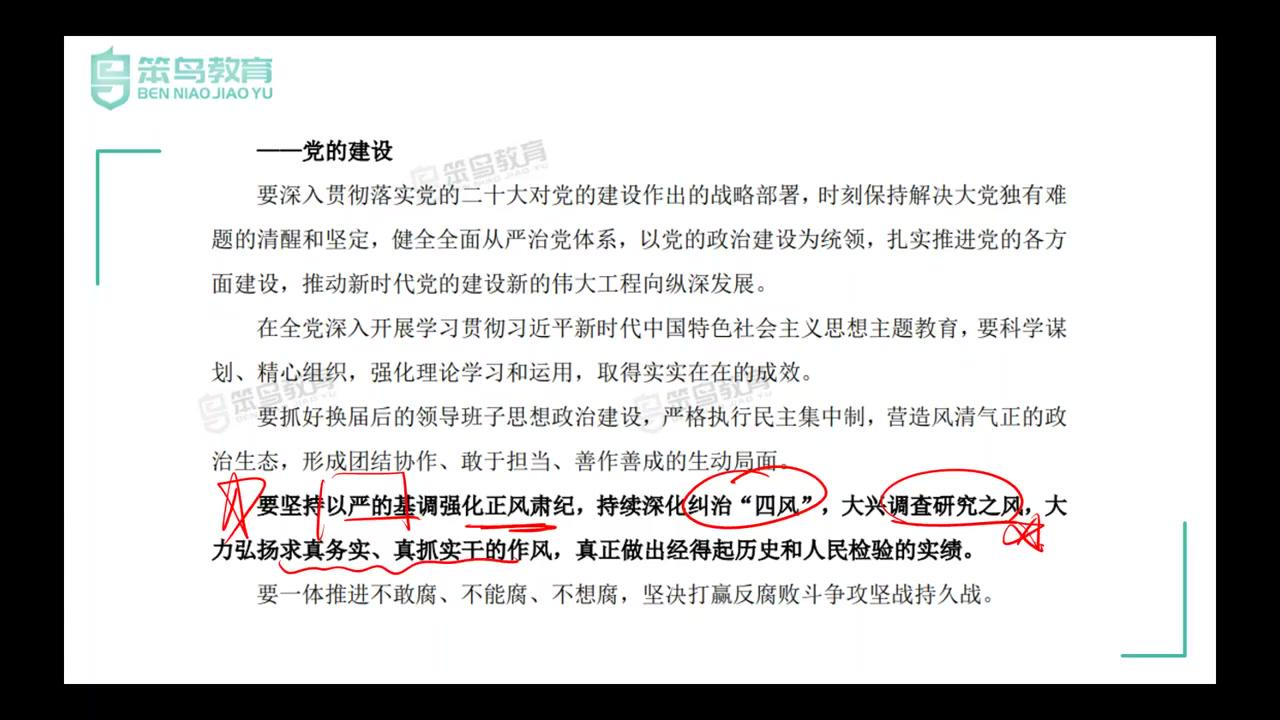 笨鸟教育
BEN NIAO JIAO YU
——党的建设
笨鸟教育
要深入贯彻落实党的二十大对党的建设作出的战略部署，时刻保持解决大党独有难
题的清醒和坚定，健全全面从严治党体系，以党的政治建设为统领，扎实推进党的各方
面建设，推动新时代党的建设新的伟大工程向纵深发展。
在全党深入开展学习贯彻习近平新时代中国特色社会主义思想主题教育，要科学谋
划、精心组织，强化理论学习和运用，取得实实在在的成效。
笨鸟教育
笨鸟教育
要抓好换届后的领导班子思想政治建设，严格执行民主集中制，营造风清气正的政
治生态，形成团结协作、敢于担当、善作善成的生动局面。
要坚持以严的基调强化正风肃纪，持续深化纠治“四风”，大兴调查研究之风，大
力弘扬求真务实、真抓实干的作风，真正做出经得起历史和人民检验的实绩。
要一体推进不敢腐、不能腐、不想腐，坚决打赢反腐败斗争攻坚战持久战。